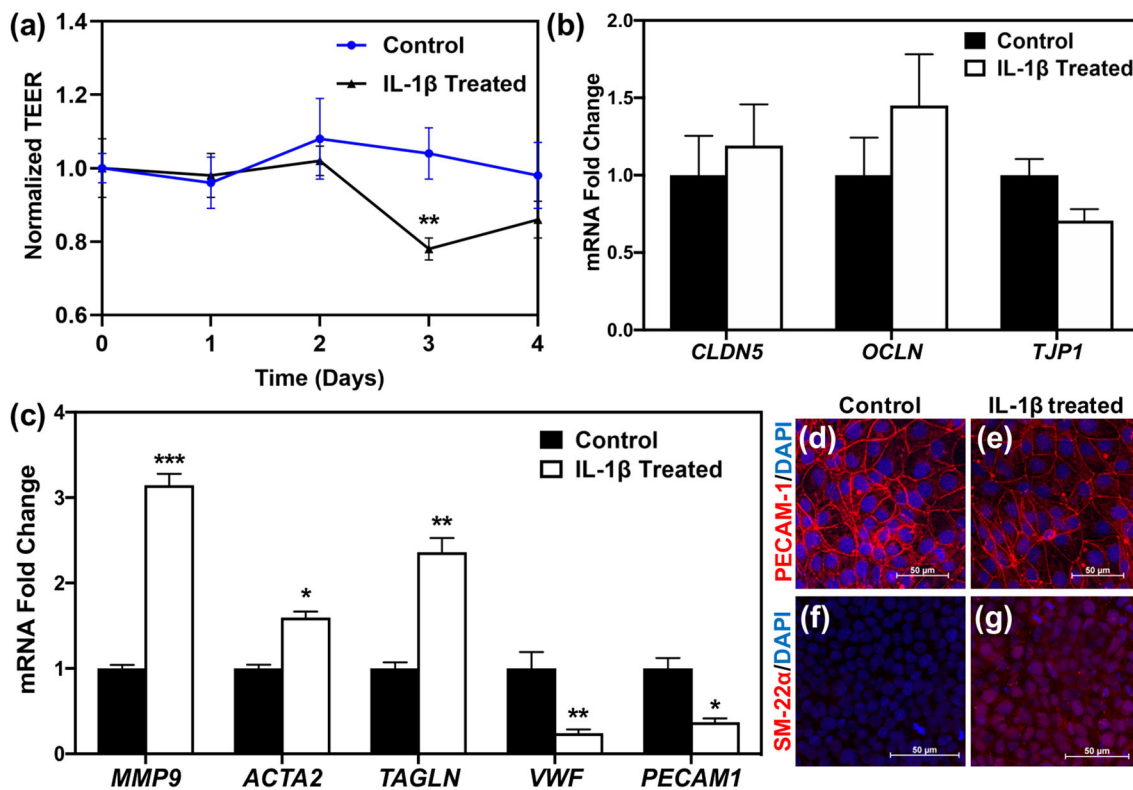 (a)
1.4
1.2
1.0
0.8
0.6
Normalized TEER
Control
IL-1β Treated
**
0 1 2 3 4
Time (Days)
(b)
2.0
1.5
1.0
0.5
0.0
mRNA Fold Change
Control
IL-1β Treated
CLDN5 OCLN TJP1
(c)
4
3
2
1
0
mRNA Fold Change
Control
IL-1β Treated
***
*
**
**
*
MMP9 ACTA2 TAGLN VWF PECAM1
Control IL-1β treated
PECAM-1/DAPI
(d)
50 µm
(e)
50 µm
SM-22α/DAPI
(f)
50 µm
(g)
50 µm